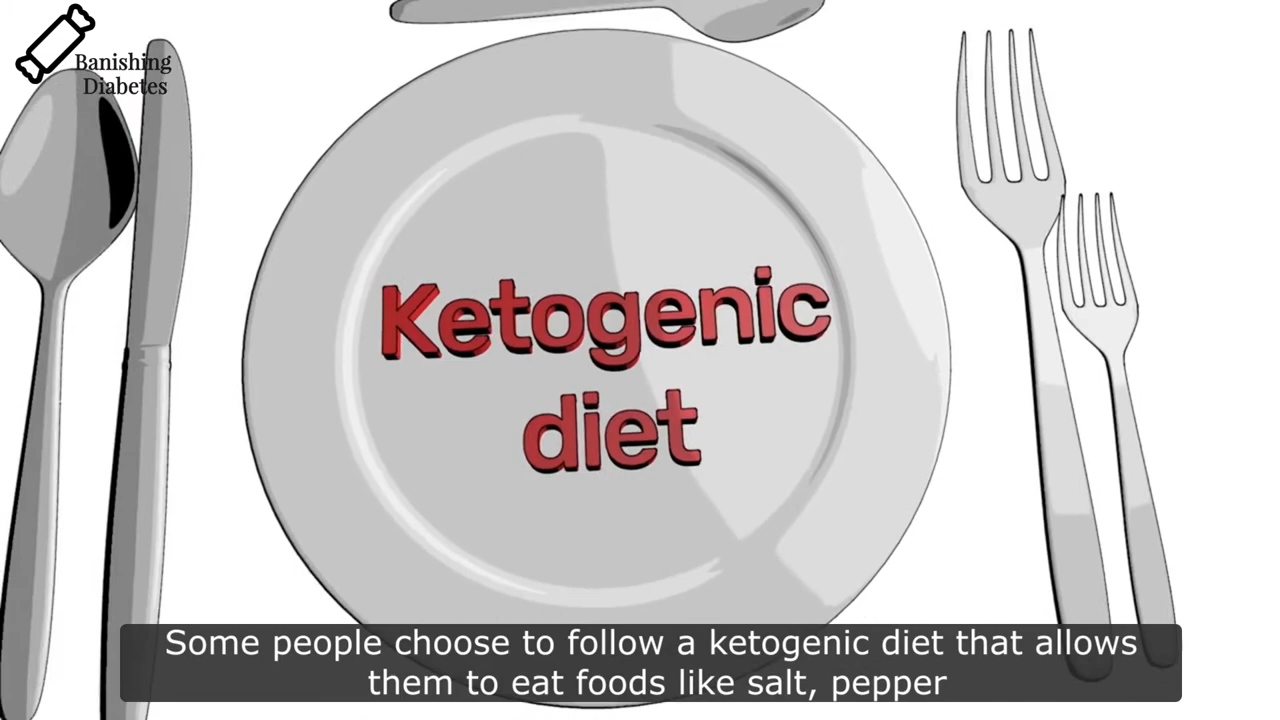 Banishing
Diabetes
Ketogenic
diet
Some people choose to follow a ketogenic diet that allows
them to eat foods like salt, pepper